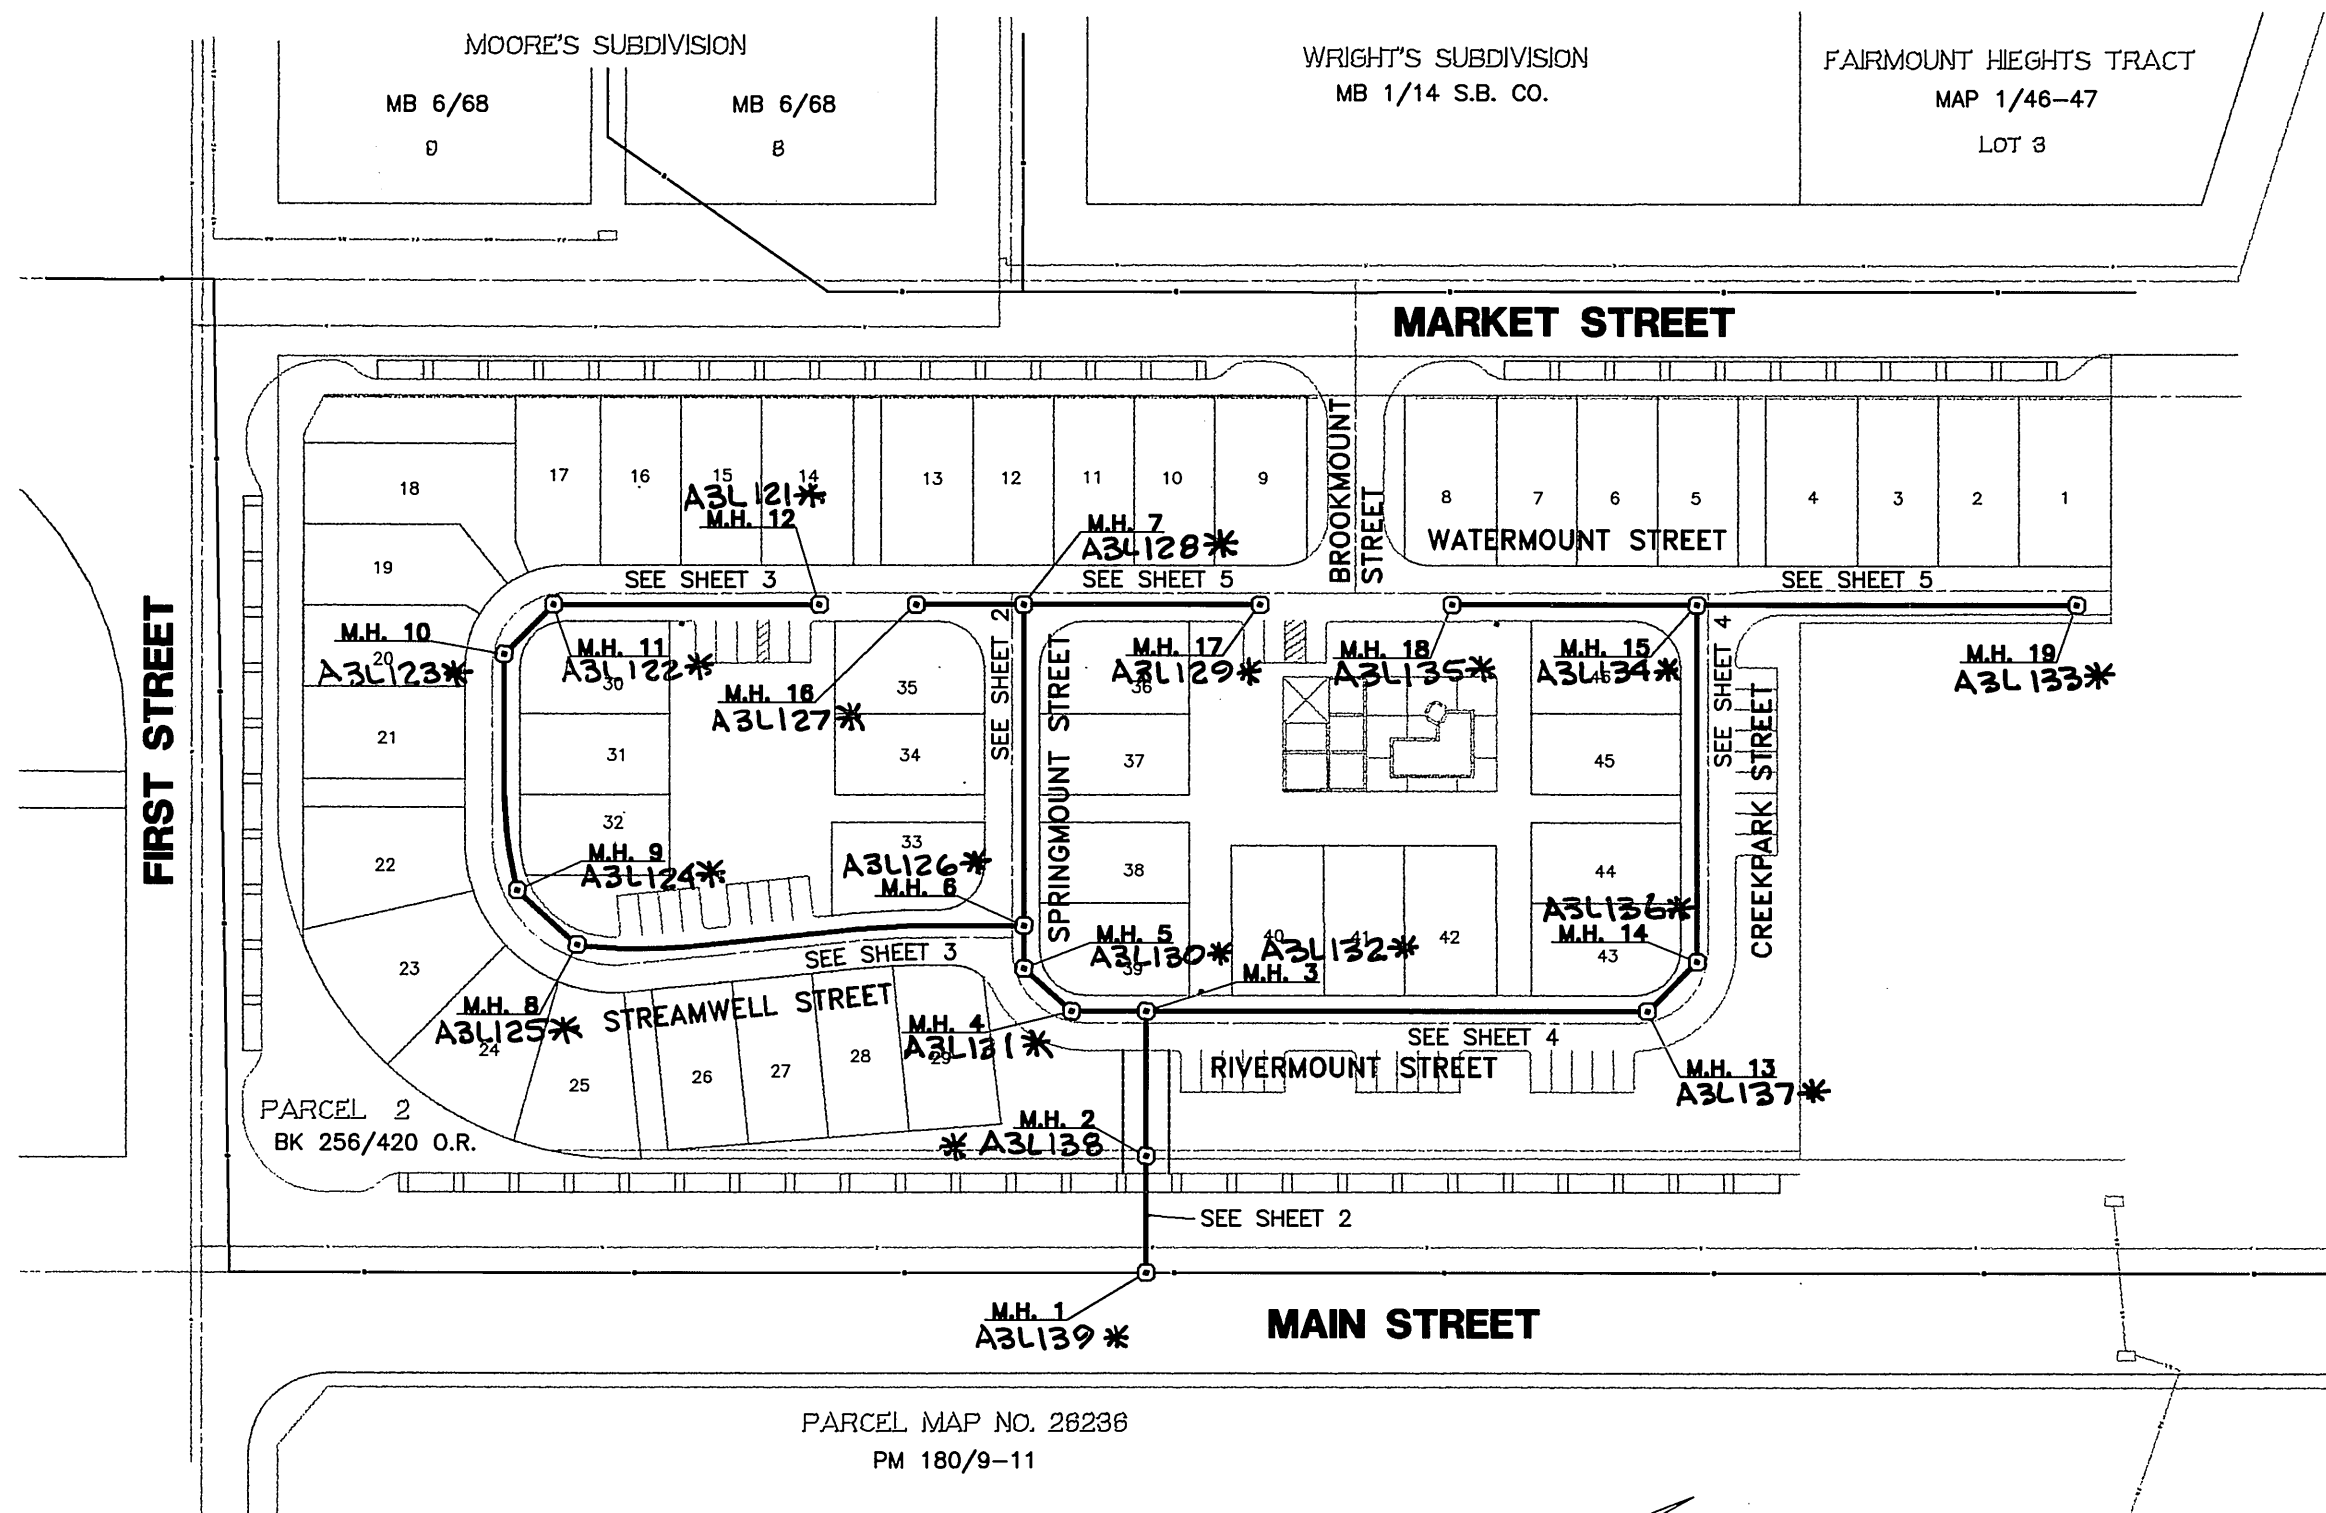 MOORE'S SUBDIVISION
MB 6/68
9
MB 6/68
8
WRIGHT'S SUBDIVISION
MB 1/14 S.B. CO.
FAIRMOUNT HIEGHTS TRACT
MAP 1/46-47
LOT 3
MARKET STREET
FIRST STREET
BROOKMOUNT
STREET
18
17
16
15
14
13
12
11
10
9
8
7
6
5
4
3
2
1
A3L121*
M.H. 12
M.H. 7
A3L128*
WATERMOUNT STREET
19
SEE SHEET 3
SEE SHEET 5
SEE SHEET 5
M.H. 10
20
A3L123*
M.H. 11
A3L122*
30
M.H. 16
A3L127*
35
SEE SHEET 2
SPRINGMOUNT STREET
M.H. 17
A3L129*
36
M.H. 18
A3L135*
M.H. 15
A3L134*
46
SEE SHEET 4
CREEKPARK STREET
M.H. 19
A3L133*
21
31
34
37
45
22
32
33
M.H. 9
A3L124*
A3L126*
M.H. 6
38
44
A3L136*
M.H. 14
23
SEE SHEET 3
M.H. 5
A3L130*
39
40
41
A3L132*
M.H. 3
42
43
M.H. 8
A3L125*
24
STREAMWELL STREET
M.H. 4
A3L131*
29
SEE SHEET 4
RIVERMOUNT STREET
M.H. 13
A3L137*
25
26
27
28
PARCEL 2
BK 256/420 O.R.
M.H. 2
* A3L138
SEE SHEET 2
M.H. 1
A3L139*
MAIN STREET
PARCEL MAP NO. 26236
PM 180/9-11